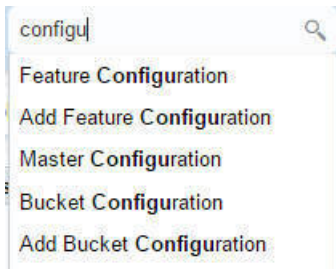 configu
Feature Configuration
Add Feature Configuration
Master Configuration
Bucket Configuration
Add Bucket Configuration